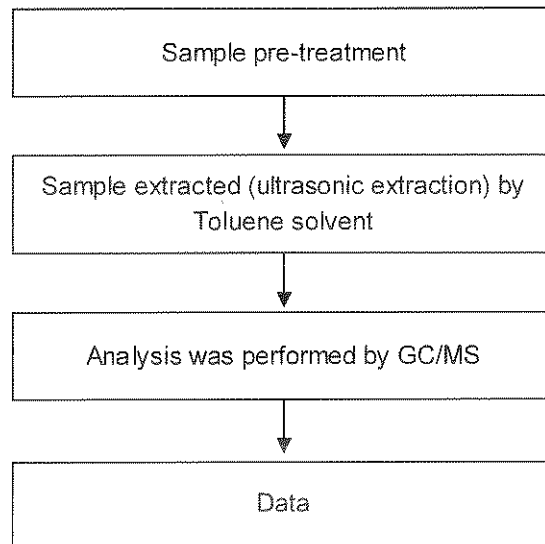 Sample pre-treatment
Sample extracted (ultrasonic extraction) by
Toluene solvent
Analysis was performed by GC/MS
Data